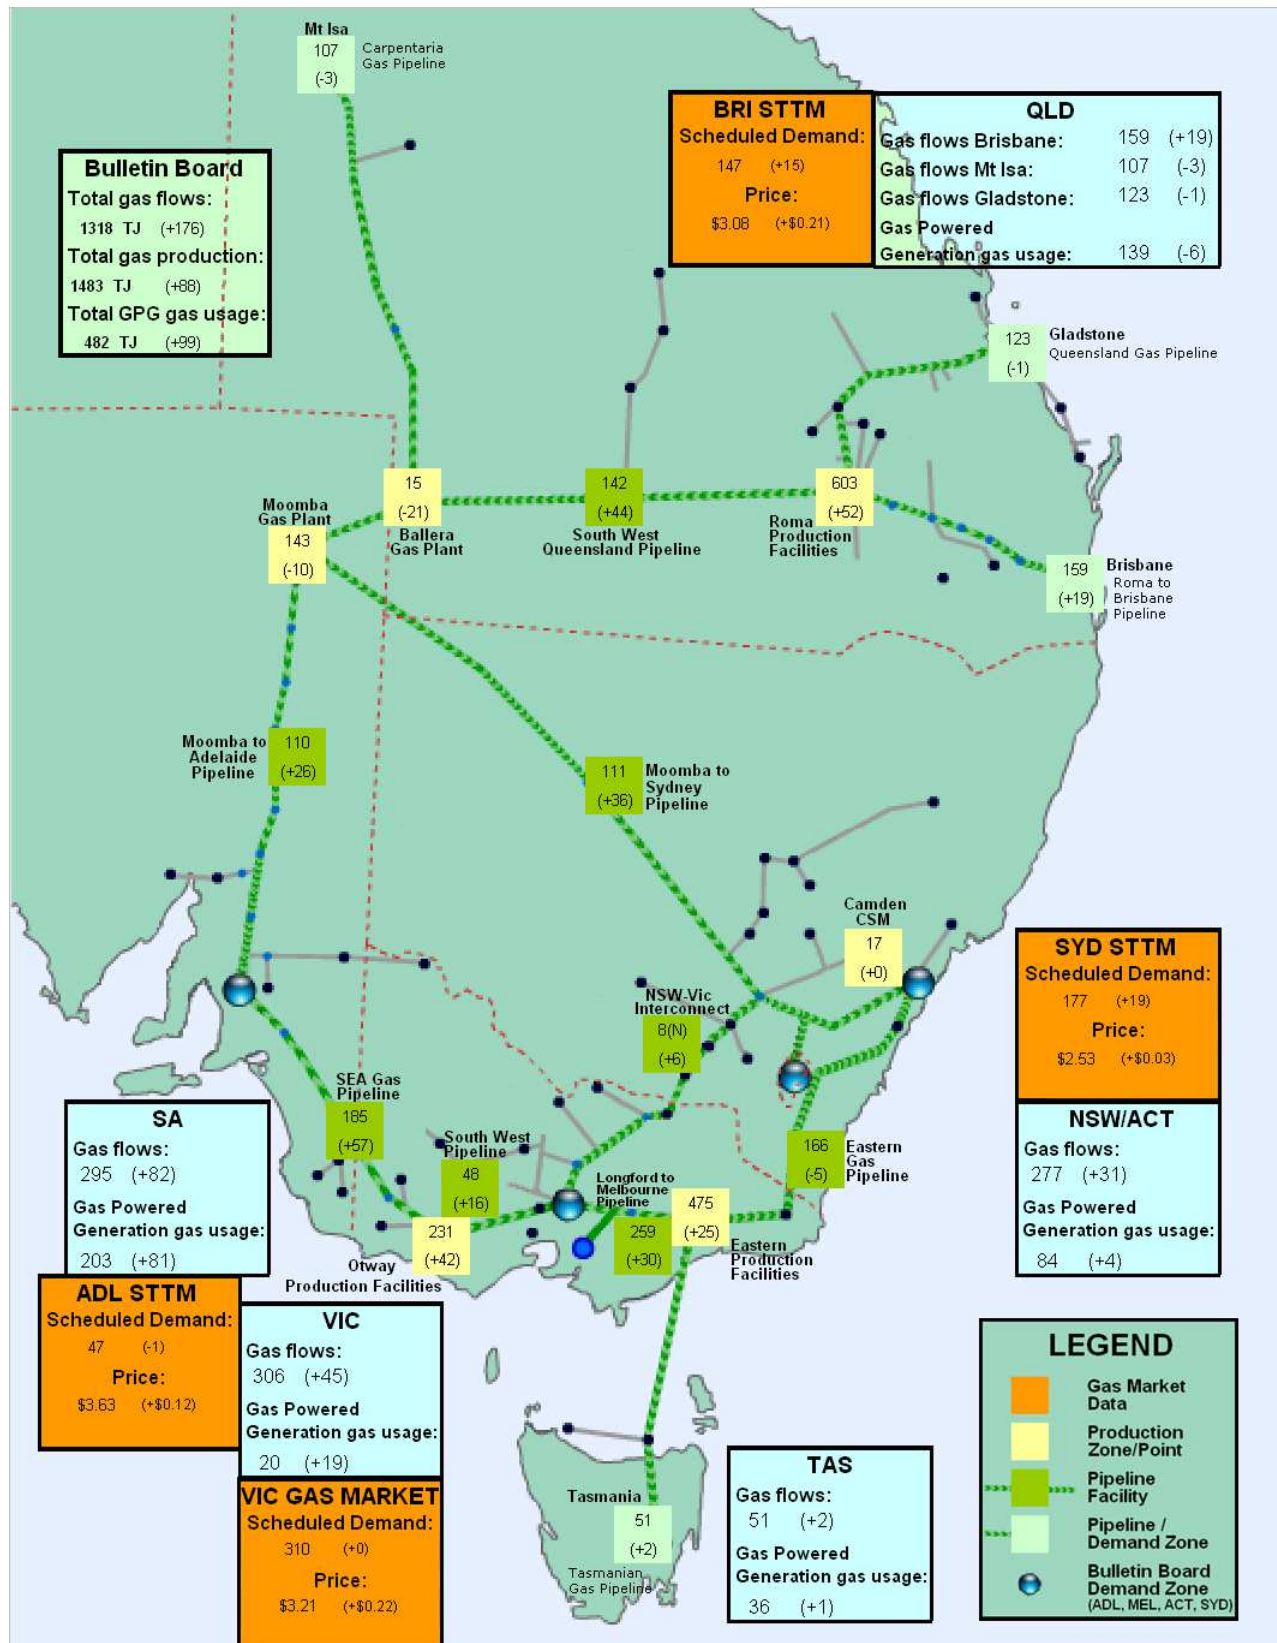 Mt Isa
107
(-3)
Carpentaria
Gas Pipeline
Bulletin Board
Total gas flows:
1318 TJ (+176)
Total gas production:
1483 TJ (+88)
Total GPG gas usage:
482 TJ (+99)
BRI STTM
Scheduled Demand:
147 (+15)
Price:
$3.08 (+$0.21)
QLD
Gas flows Brisbane: 159 (+19)
Gas flows Mt Isa: 107 (-3)
Gas flows Gladstone: 123 (-1)
Gas Powered
Generation gas usage: 139 (-6)
123
(-1)
Gladstone
Queensland Gas Pipeline
15
(-21)
Ballera
Gas Plant
142
(+44)
South West
Queensland Pipeline
603
(+52)
Roma
Production
Facilities
Moomba
Gas Plant
143
(-10)
159
(+19)
Brisbane
Roma to
Brisbane
Pipeline
Moomba to
Adelaide
Pipeline
110
(+26)
111
(+36)
Moomba to
Sydney
Pipeline
Camden
CSM
17
(+0)
NSW-Vic
Interconnect
8(N)
(+6)
SYD STTM
Scheduled Demand:
177 (+19)
Price:
$2.53 (+$0.03)
NSW/ACT
Gas flows:
277 (+31)
Gas Powered
Generation gas usage:
84 (+4)
SEA Gas
Pipeline
185
(+57)
South West
Pipeline
48
(+16)
Longford to
Melbourne
Pipeline
259
(+30)
475
(+25)
Eastern
Production
Facilities
166
(-5)
Eastern
Gas
Pipeline
231
(+42)
Otway
Production Facilities
SA
Gas flows:
295 (+82)
Gas Powered
Generation gas usage:
203 (+81)
ADL STTM
Scheduled Demand:
47 (-1)
Price:
$3.63 (+$0.12)
VIC
Gas flows:
306 (+45)
Gas Powered
Generation gas usage:
20 (+19)
VIC GAS MARKET
Scheduled Demand:
310 (+0)
Price:
$3.21 (+$0.22)
Tasmania
51
(+2)
Tasmanian
Gas Pipeline
TAS
Gas flows:
51 (+2)
Gas Powered
Generation gas usage:
36 (+1)
LEGEND
Gas Market
Data
Production
Zone/Point
Pipeline
Facility
Pipeline /
Demand Zone
Bulletin Board
Demand Zone
(ADL, MEL, ACT, SYD)